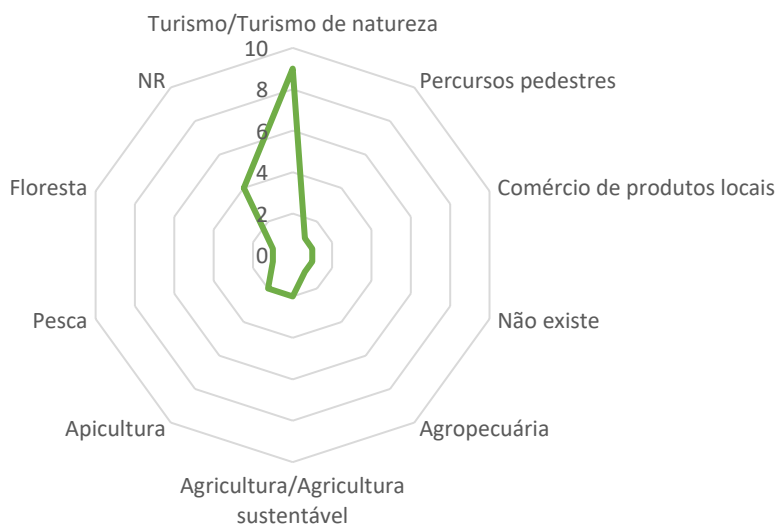 Turismo/Turismo de natureza
10
NR
Percursos pedestres
8
6
4
Floresta
Comércio de produtos locais
2
0
Pesca
Não existe
Apicultura
Agropecuária
Agricultura/Agricultura
sustentável